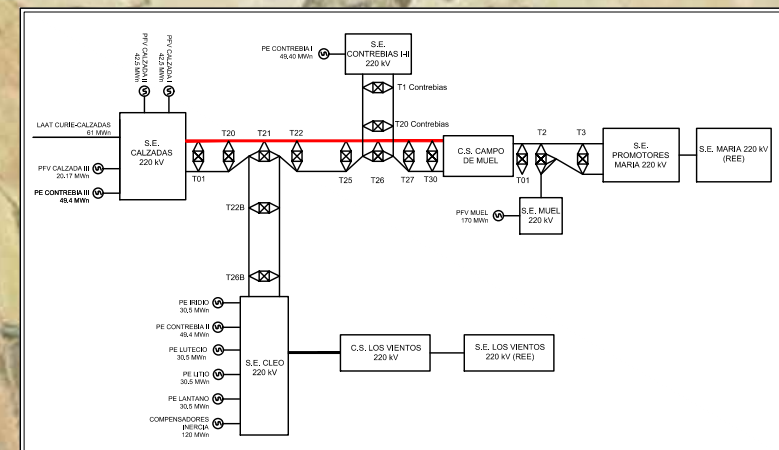 PFV CALZADA II
42.5 MWn
PFV CALZADA I
42.5 MWn
LAAT CURÍE-CALZADAS
61 MWn
S.E.
CALZADAS
220 kV
PFV CALZADA III
20.17 MWn
PE CONTREBIA III
49.4 MWn
PE CONTREBIA I
49,40 MWn
S.E.
CONTREBIAS I-II
220 kV
T1 Contrebias
T20 Contrebias
T20
T21
T22
T01
T25
T26
T27
T30
C.S. CAMPO
DE MUEL
T2
T3
T01
S.E.
PROMOTORES
MARIA 220 kV
S.E. MARIA 220 kV
(REE)
PFV MUEL
170 MWn
S.E. MUEL
220 kV
T22B
T26B
PE IRIDIO
30,5 MWn
PE CONTREBIA II
49.4 MWn
PE LUTECIO
30.5 MWn
PE LITIO
30.5 MWn
PE LANTANO
30.5 MWn
COMPENSADORES
INERCIA
120 MWn
S.E. CLEO
220 kV
C.S. LOS VIENTOS
220 kV
S.E. LOS VIENTOS
220 kV (REE)